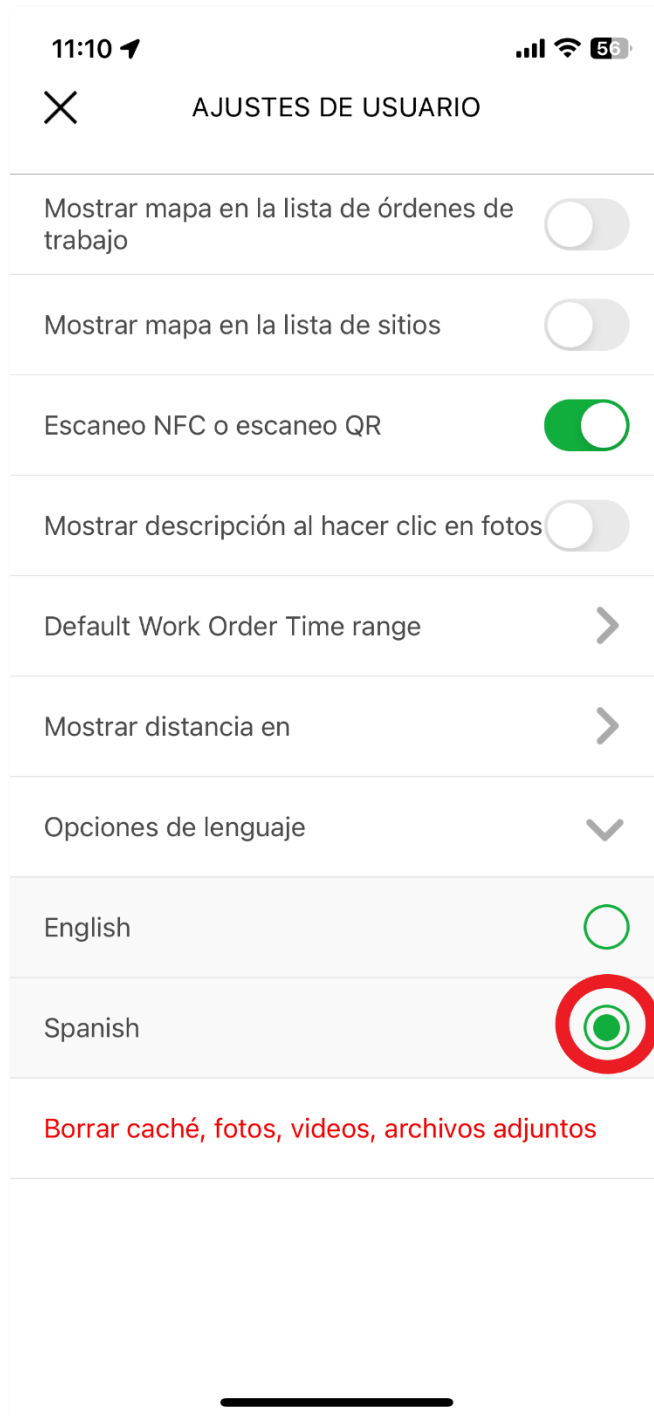 11:10
56
AJUSTES DE USUARIO
Mostrar mapa en la lista de órdenes de
trabajo
Mostrar mapa en la lista de sitios
Escaneo NFC o escaneo QR
Mostrar descripción al hacer clic en fotos
Default Work Order Time range
Mostrar distancia en
Opciones de lenguaje
English
Spanish
Borrar caché, fotos, videos, archivos adjuntos